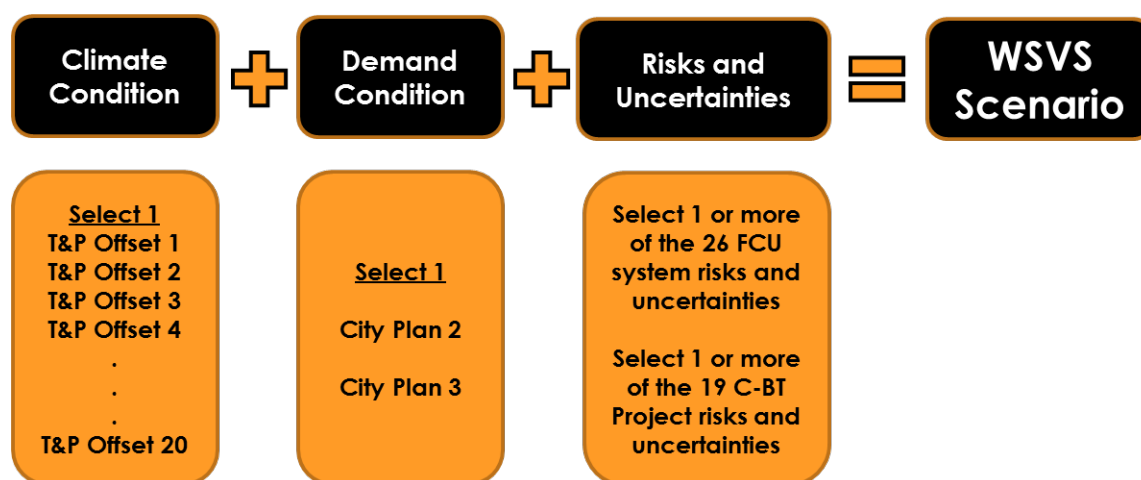 Climate
Condition
Demand
Condition
Risks and
Uncertainties
WSVS
Scenario
Select 1
T&P Offset 1
T&P Offset 2
T&P Offset 3
T&P Offset 4
.
.
.
T&P Offset 20
Select 1
City Plan 2
City Plan 3
Select 1 or more
of the 26 FCU
system risks and
uncertainties
Select 1 or more
of the 19 C-BT
Project risks and
uncertainties